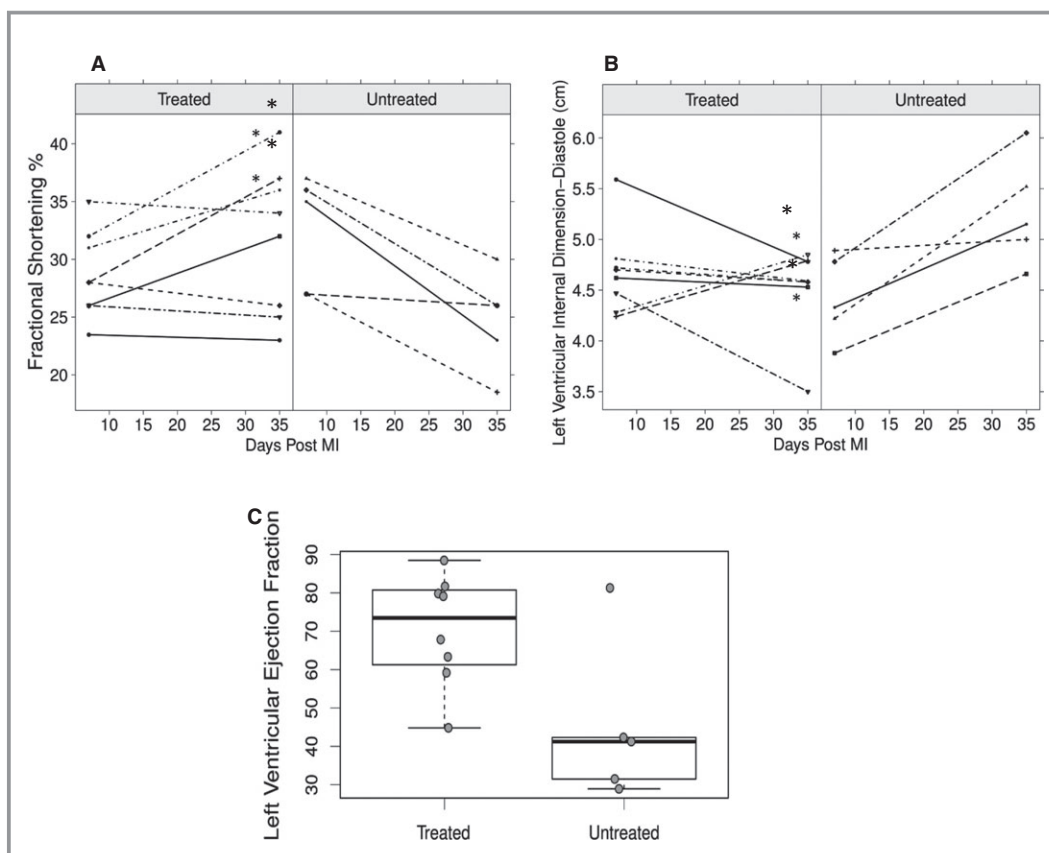 A
Treated Untreated
Fractional Shortening %
40
35
30
25
20
10 15 20 25 30 35 10 15 20 25 30 35
Days Post MI
* * * *
B
Treated Untreated
Left Ventricular Internal Dimension–Diastole (cm)
6.0
5.5
5.0
4.5
4.0
3.5
10 15 20 25 30 35 10 15 20 25 30 35
Days Post MI
* * * *
C
Left Ventricular Ejection Fraction
90
80
70
60
50
40
30
Treated Untreated